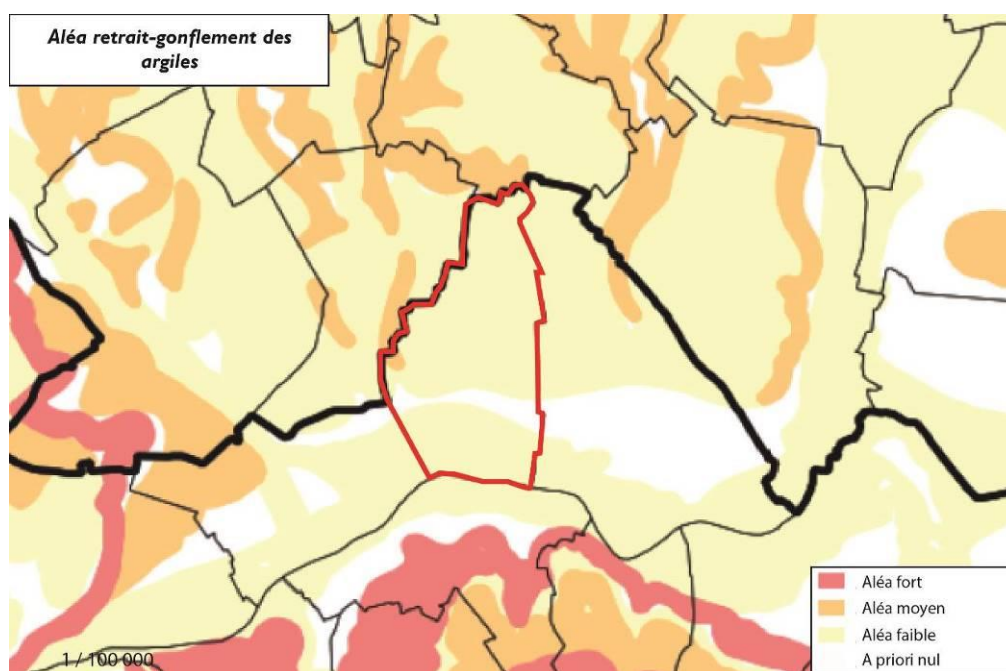 Aléa retrait-gonflement des
argiles
Aléa fort
Aléa moyen
Aléa faible
A priori nul
1 / 100 000